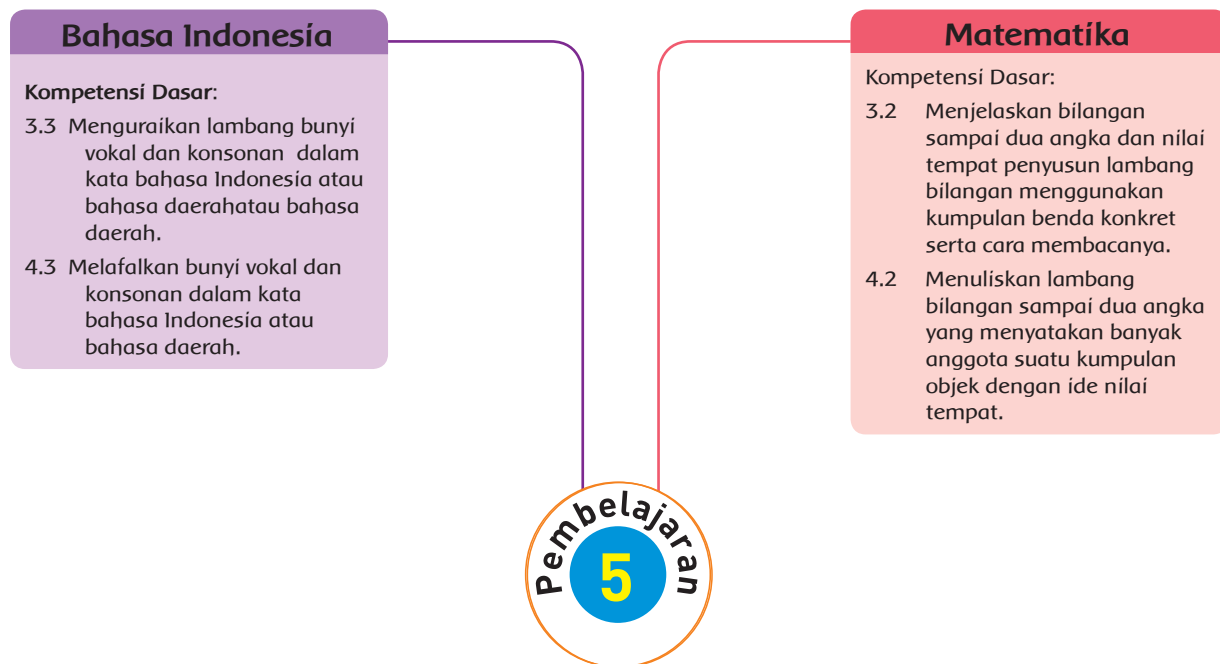 Bahasa Indonesia
Kompetensi Dasar:
3.3 Menguraikan lambang bunyi
vokal dan konsonan dalam
kata bahasa Indonesia atau
bahasa daerahatau bahasa
daerah.
4.3 Melafalkan bunyi vokal dan
konsonan dalam kata
bahasa Indonesia atau
bahasa daerah.
Matematika
Kompetensi Dasar:
3.2 Menjelaskan bilangan
sampai dua angka dan nilai
tempat penyusun lambang
bilangan menggunakan
kumpulan benda konkret
serta cara membacanya.
4.2 Menuliskan lambang
bilangan sampai dua angka
yang menyatakan banyak
anggota suatu kumpulan
objek dengan ide nilai
tempat.
Pembelajaran
5